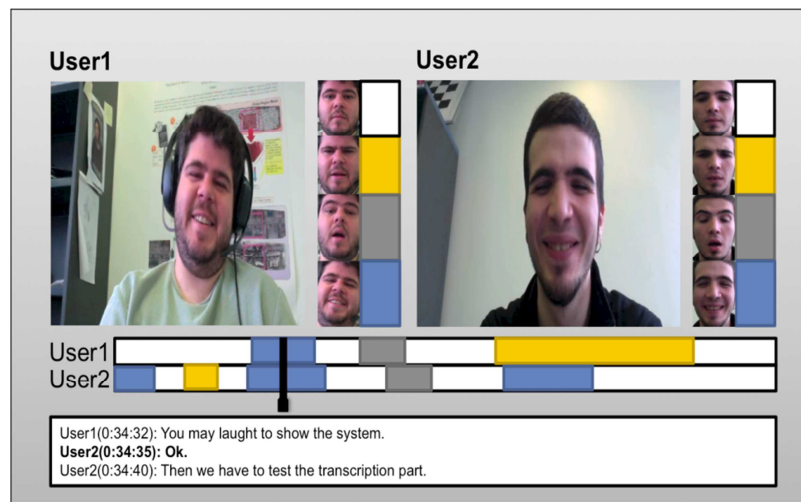 User1
User2
User1
User2
User1(0:34:32): You may laught to show the system.
User2(0:34:35): Ok.
User2(0:34:40): Then we have to test the transcription part.